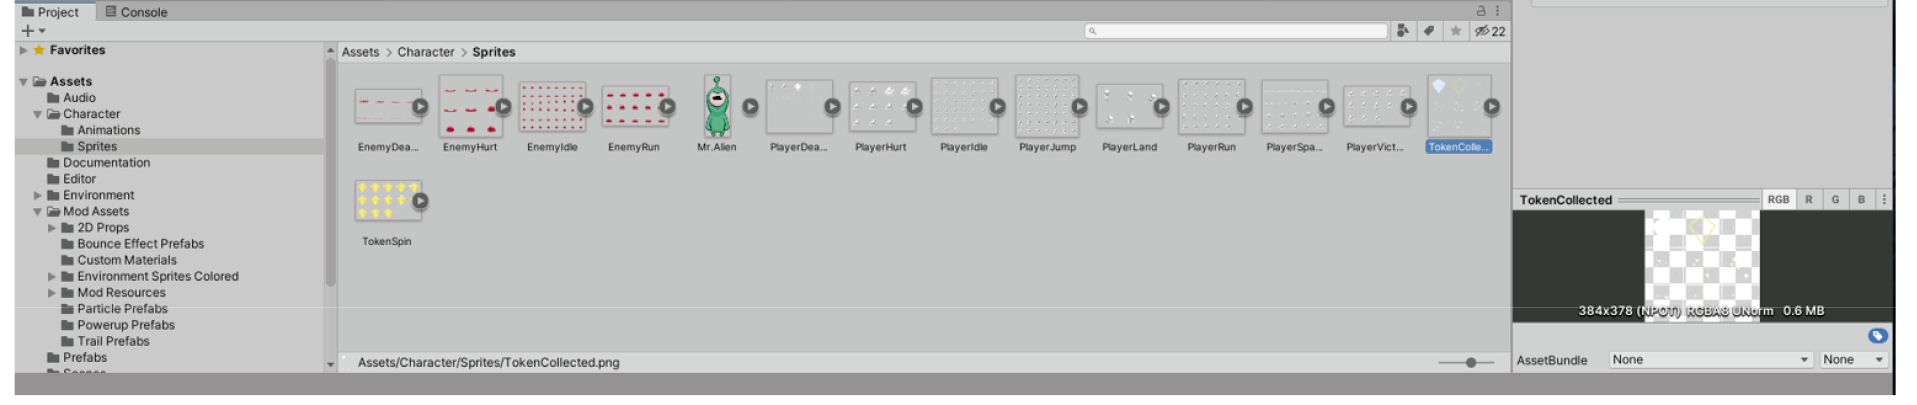 Project
Console
22
Favorites
Assets > Character > Sprites
Assets
Audio
Character
Animations
Sprites
Documentation
Editor
Environment
Mod Assets
2D Props
Bounce Effect Prefabs
Custom Materials
Environment Sprites Colored
Mod Resources
Particle Prefabs
Powerup Prefabs
Trail Prefabs
Prefabs
EnemyDea...
EnemyHurt
EnemyIdle
EnemyRun
Mr.Alien
PlayerDea...
PlayerHurt
PlayerIdle
PlayerJump
PlayerLand
PlayerRun
PlayerSpa...
PlayerVict...
TokenColle...
TokenSpin
Assets/Character/Sprites/TokenCollected.png
TokenCollected
RGB R G B
384x378 (NPOT) RGBA8 UNorm 0.6 MB
AssetBundle None None